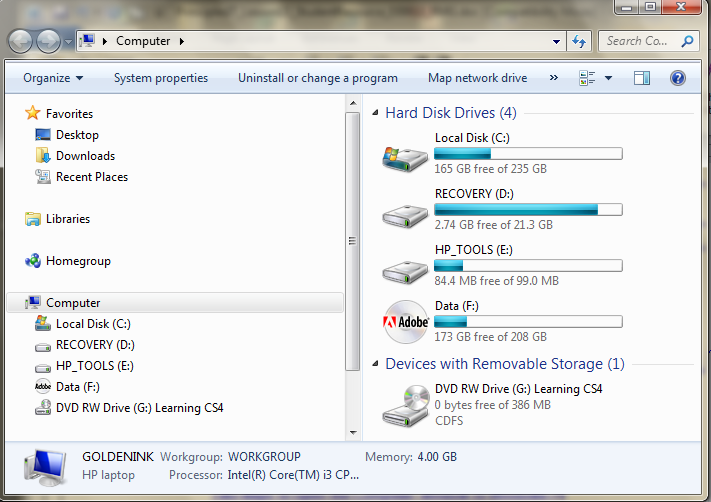 Computer
Search Co...
Organize
System properties
Uninstall or change a program
Map network drive
»
Favorites
Desktop
Downloads
Recent Places
Libraries
Homegroup
Computer
Local Disk (C:)
RECOVERY (D:)
HP_TOOLS (E:)
Adobe
Data (F:)
DVD RW Drive (G:) Learning CS4
Hard Disk Drives (4)
Local Disk (C:)
165 GB free of 235 GB
RECOVERY (D:)
2.74 GB free of 21.3 GB
HP_TOOLS (E:)
84.4 MB free of 99.0 MB
Adobe
Data (F:)
173 GB free of 208 GB
Devices with Removable Storage (1)
DVD RW Drive (G:) Learning CS4
0 bytes free of 386 MB
CDFS
GOLDENINK Workgroup: WORKGROUP Memory: 4.00 GB
HP laptop Processor: Intel(R) Core(TM) i3 CP...